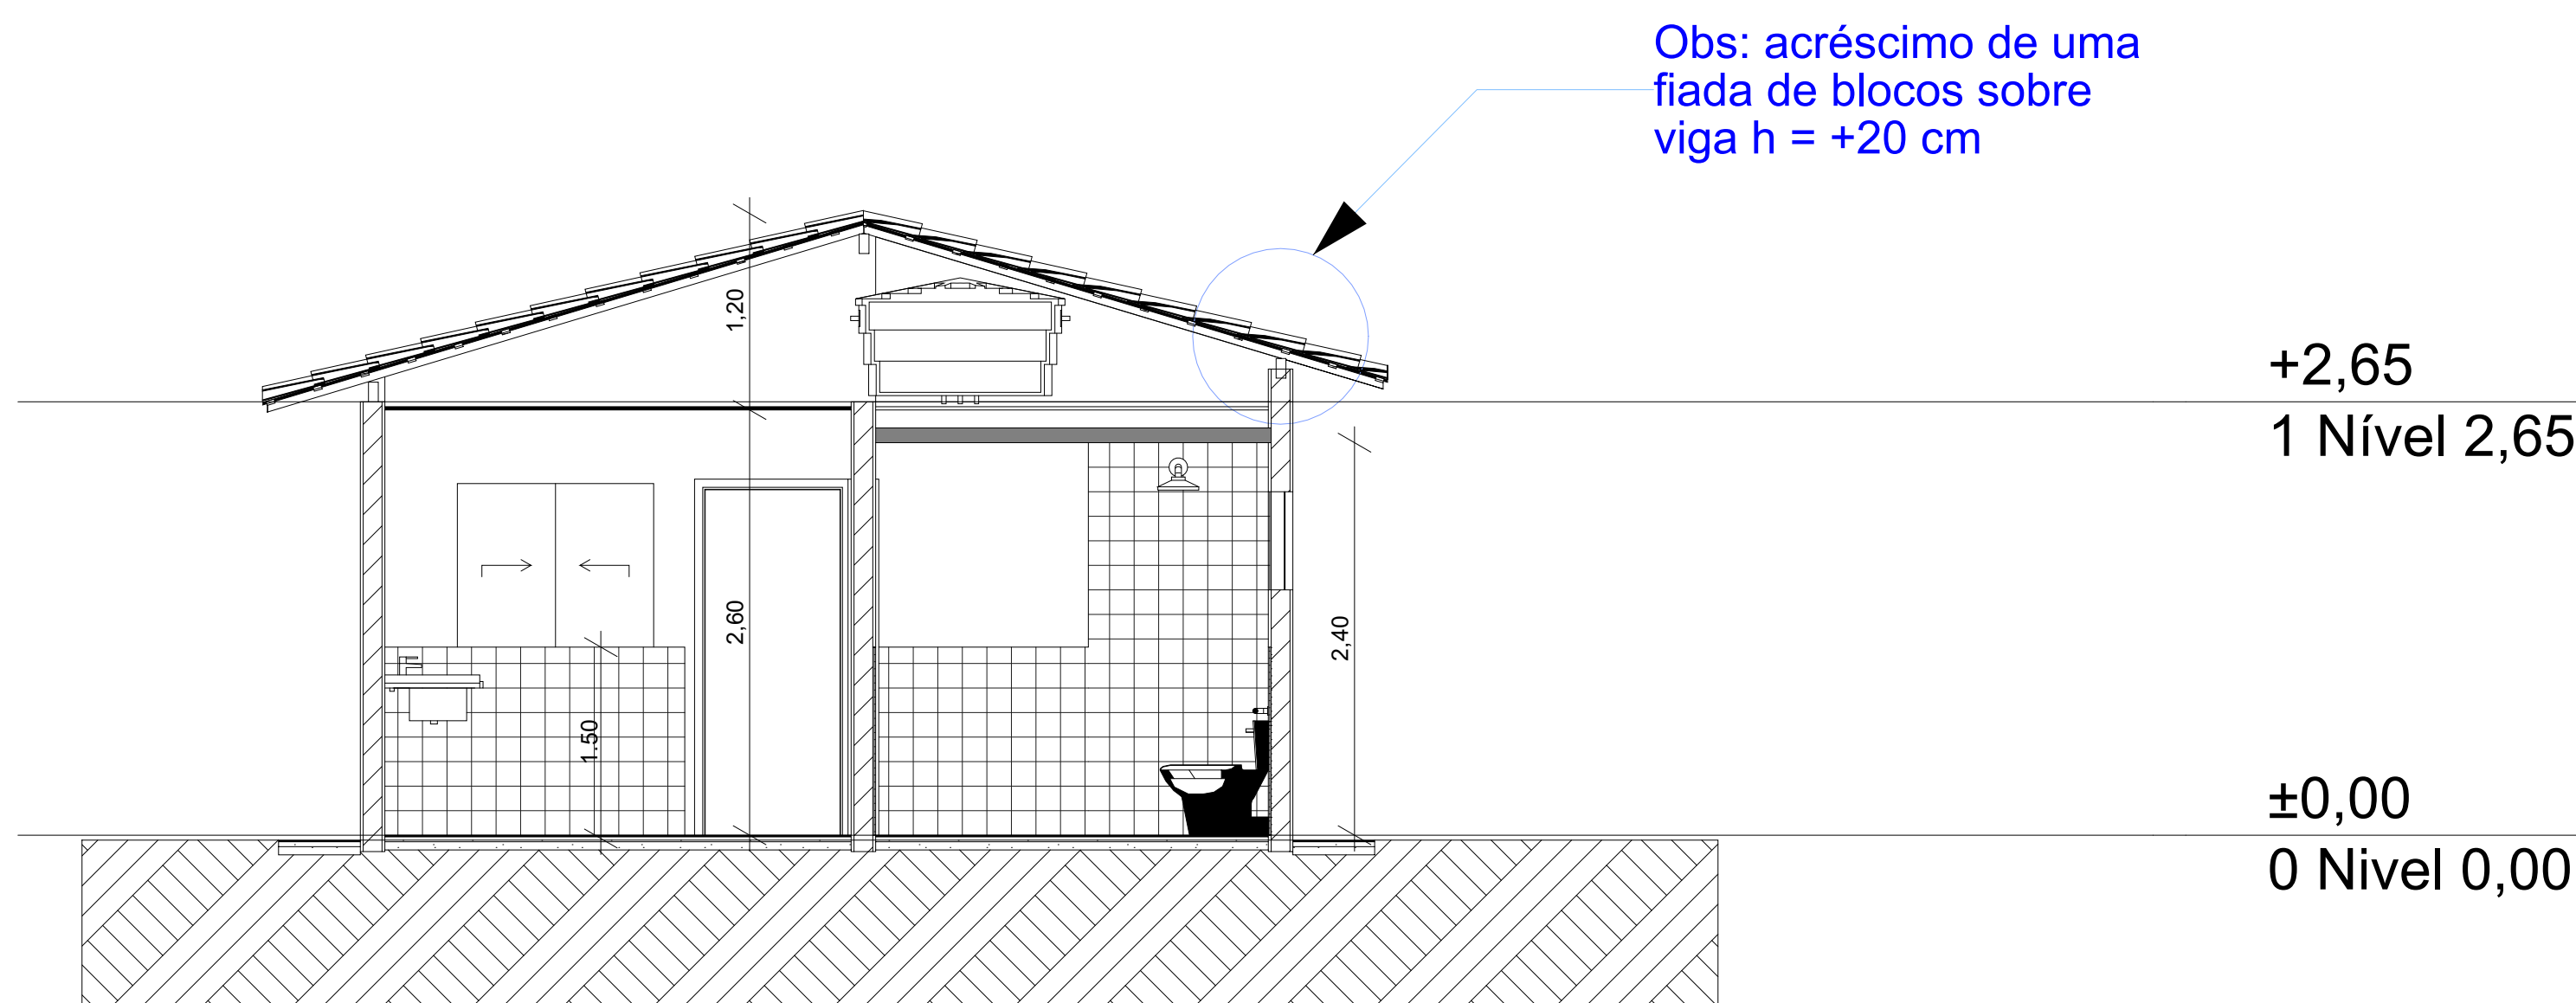 Obs: acréscimo de uma
fiada de blocos sobre
viga h = +20 cm
1,20
+2,65
1 Nível 2,65
2,60
2,40
1.50
±0,00
0 Nivel 0,00